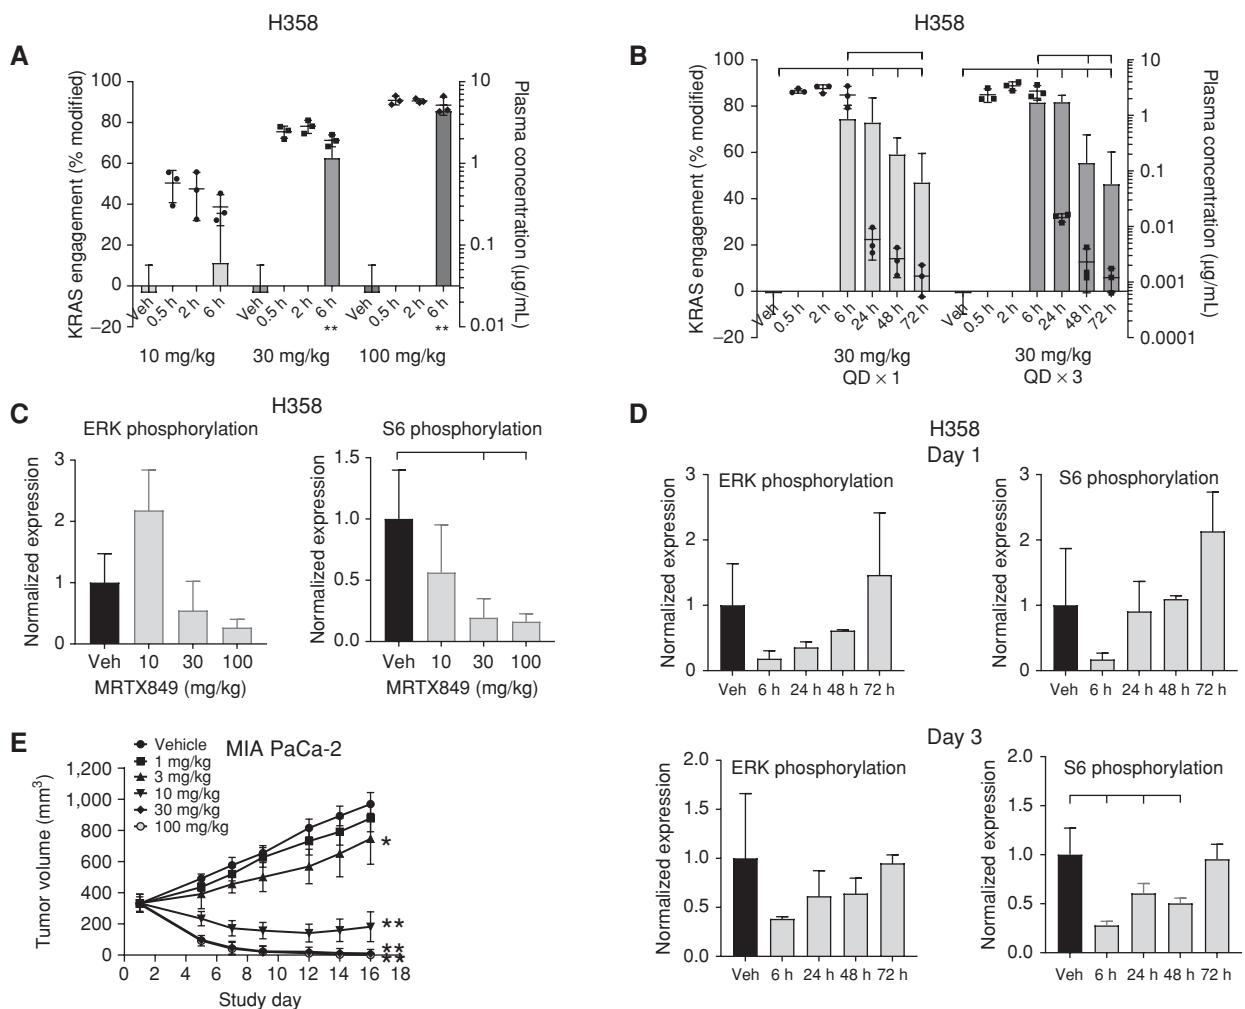 H358
A
KRAS engagement (% modified)
100
80
60
40
20
0
–20
10
1
0.1
0.01
Plasma concentration (μg/mL)
Veh 0.5 h 2 h 6 h
Veh 0.5 h 2 h 6 h
Veh 0.5 h 2 h 6 h
** **
10 mg/kg 30 mg/kg 100 mg/kg
H358
B
KRAS engagement (% modified)
100
80
60
40
20
0
–20
10
1
0.1
0.01
0.001
0.0001
Plasma concentration (μg/mL)
Veh 0.5 h 2 h 6 h 24 h 48 h 72 h
Veh 0.5 h 2 h 6 h 24 h 48 h 72 h
30 mg/kg 30 mg/kg
QD × 1 QD × 3
C
H358
ERK phosphorylation
Normalized expression
3
2
1
0
Veh 10 30 100
MRTX849 (mg/kg)
S6 phosphorylation
Normalized expression
1.5
1.0
0.5
0.0
Veh 10 30 100
MRTX849 (mg/kg)
D
H358
Day 1
ERK phosphorylation
Normalized expression
3
2
1
0
Veh 6 h 24 h 48 h 72 h
S6 phosphorylation
Normalized expression
3
2
1
0
Veh 6 h 24 h 48 h 72 h
Day 3
ERK phosphorylation
Normalized expression
2.0
1.5
1.0
0.5
0.0
Veh 6 h 24 h 48 h 72 h
S6 phosphorylation
Normalized expression
2.0
1.5
1.0
0.5
0.0
Veh 6 h 24 h 48 h 72 h
E
MIA PaCa-2
Vehicle
1 mg/kg
3 mg/kg
10 mg/kg
30 mg/kg
100 mg/kg
Tumor volume (mm³)
1,200
1,000
800
600
400
200
0
*
**
**
**
0 2 4 6 8 10 12 14 16 18
Study day